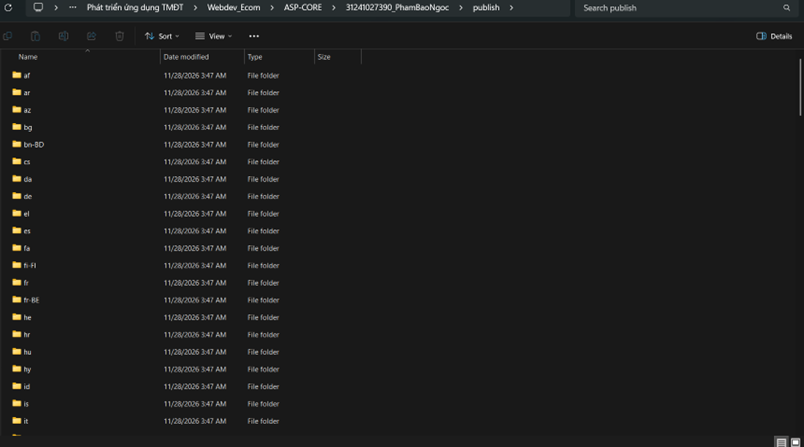 Phát triển ứng dụng TMĐT > Webdev_Ecom > ASP-CORE > 31241027390_PhamBaoNgoc > publish > Search publish
Sort View Details
Name Date modified Type Size
af 11/28/2026 3:47 AM File folder
ar 11/28/2026 3:47 AM File folder
az 11/28/2026 3:47 AM File folder
bg 11/28/2026 3:47 AM File folder
bn-BD 11/28/2026 3:47 AM File folder
cs 11/28/2026 3:47 AM File folder
da 11/28/2026 3:47 AM File folder
de 11/28/2026 3:47 AM File folder
el 11/28/2026 3:47 AM File folder
es 11/28/2026 3:47 AM File folder
fa 11/28/2026 3:47 AM File folder
fi-FI 11/28/2026 3:47 AM File folder
fr 11/28/2026 3:47 AM File folder
fr-BE 11/28/2026 3:47 AM File folder
he 11/28/2026 3:47 AM File folder
hr 11/28/2026 3:47 AM File folder
hu 11/28/2026 3:47 AM File folder
hy 11/28/2026 3:47 AM File folder
id 11/28/2026 3:47 AM File folder
is 11/28/2026 3:47 AM File folder
it 11/28/2026 3:47 AM File folder